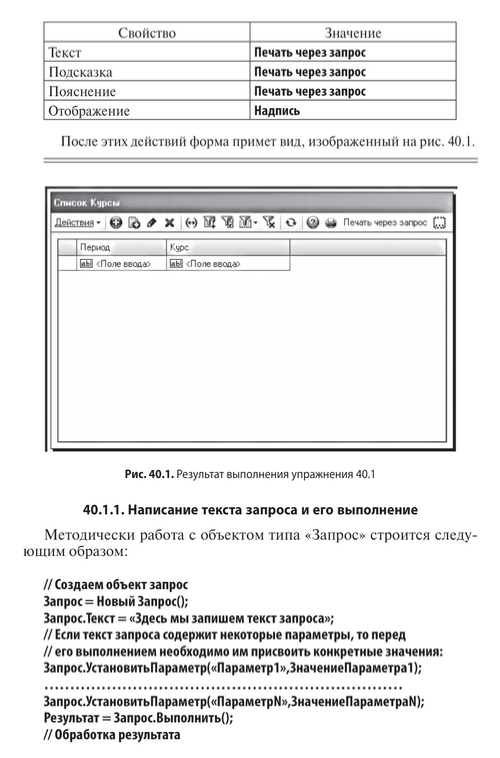 Свойство Значение
Текст Печать через запрос
Подсказка Печать через запрос
Пояснение Печать через запрос
Отображение Надпись
После этих действий форма примет вид, изображенный на рис. 40.1.
Список Курсы
Действия Печать через запрос
Период Курс
<Поле ввода> <Поле ввода>
Рис. 40.1. Результат выполнения упражнения 40.1
40.1.1. Написание текста запроса и его выполнение
Методически работа с объектом типа «Запрос» строится следу-
ющим образом:
// Создаем объект запрос
Запрос = Новый Запрос();
Запрос.Текст = «Здесь мы запишем текст запроса»;
// Если текст запроса содержит некоторые параметры, то перед
// его выполнением необходимо им присвоить конкретные значения:
Запрос.УстановитьПараметр(«Параметр1»,ЗначениеПараметра1);
......................................................................
Запрос.УстановитьПараметр(«ПараметрN»,ЗначениеПараметраN);
Результат = Запрос.Выполнить();
// Обработка результата